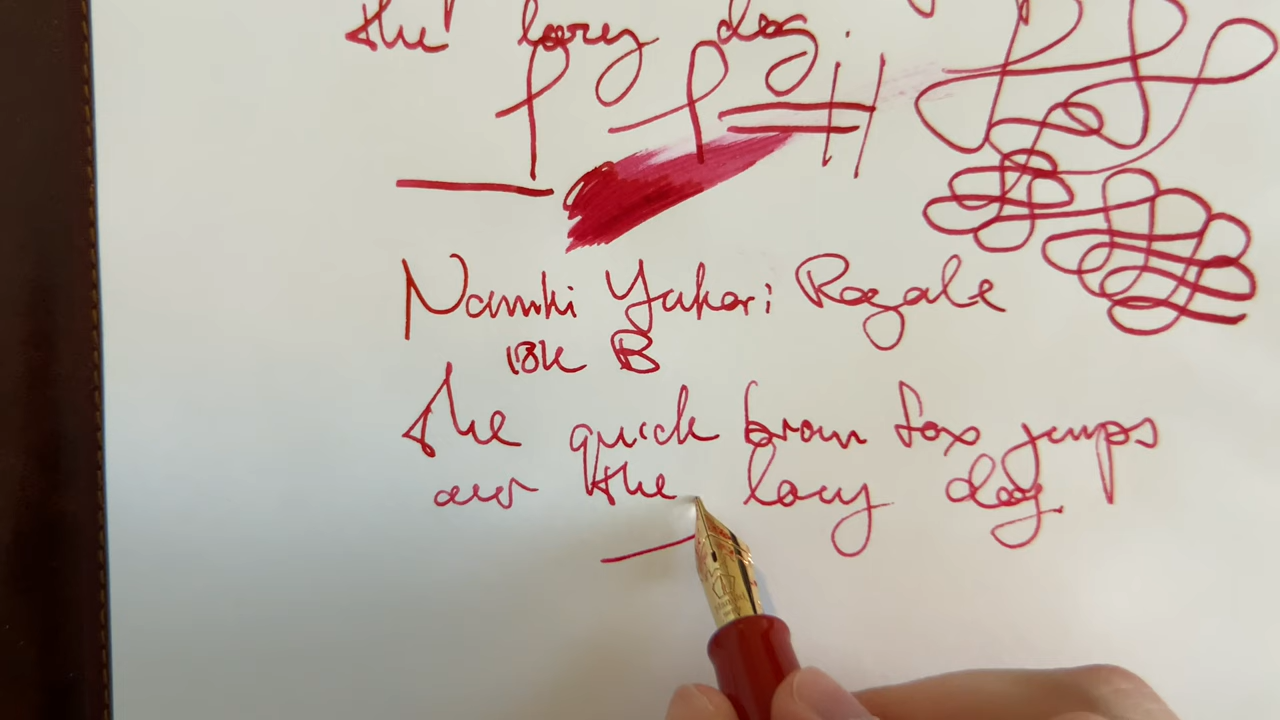 the lazy dog.
Namiki Yukari Royale
18k B
the quick brown fox jumps
over the lazy dog.